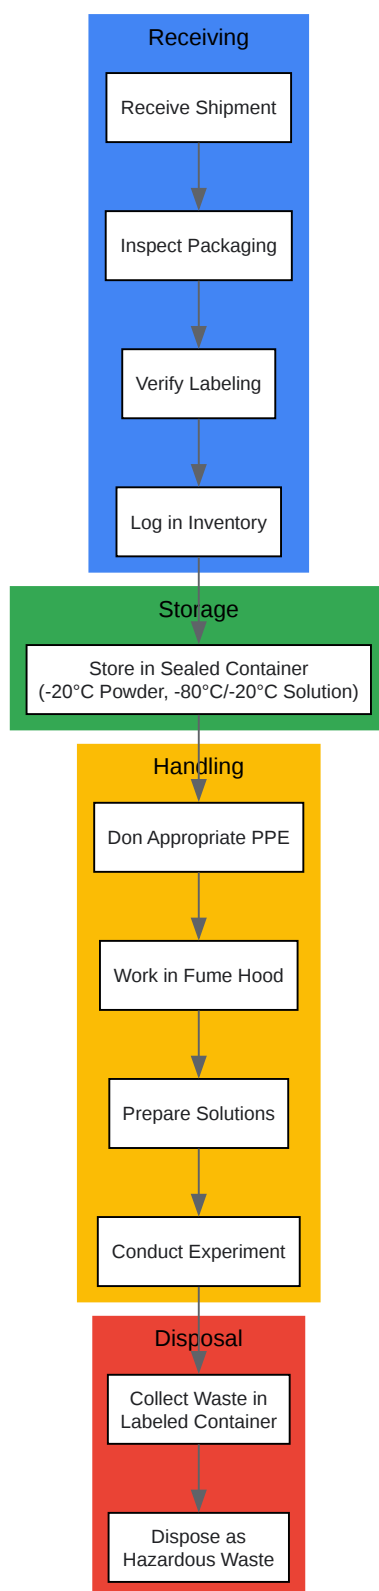 Receiving
Receive Shipment
Inspect Packaging
Verify Labeling
Log in Inventory
Storage
Store in Sealed Container
(-20°C Powder, -80°C/-20°C Solution)
Handling
Don Appropriate PPE
Work in Fume Hood
Prepare Solutions
Conduct Experiment
Disposal
Collect Waste in
Labeled Container
Dispose as
Hazardous Waste